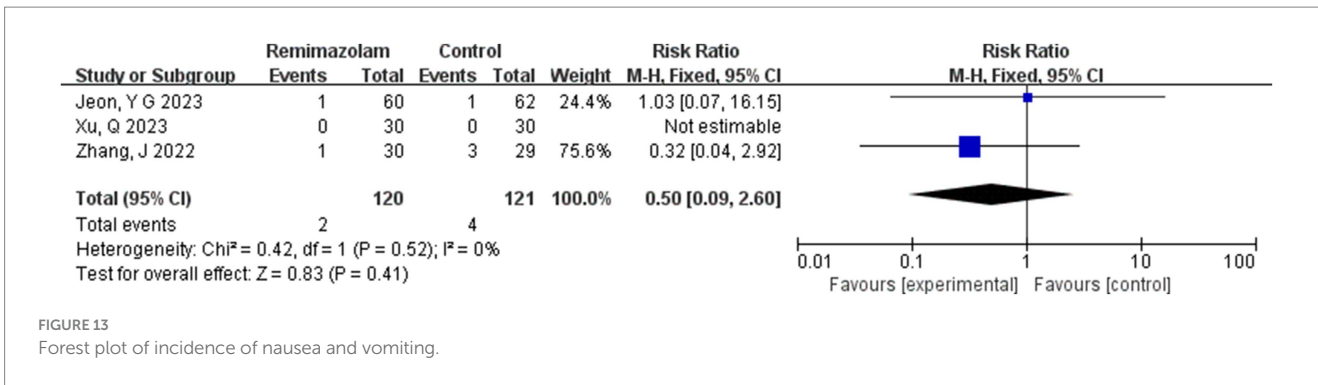 Remimazolam Control Risk Ratio Risk Ratio
Study or Subgroup Events Total Events Total Weight M-H, Fixed, 95% CI M-H, Fixed, 95% CI
Jeon, Y G 2023 1 60 1 62 24.4% 1.03 [0.07, 16.15]
Xu, Q 2023 0 30 0 30 Not estimable
Zhang, J 2022 1 30 3 29 75.6% 0.32 [0.04, 2.92]
Total (95% CI) 120 121 100.0% 0.50 [0.09, 2.60]
Total events 2 4
Heterogeneity: Chi² = 0.42, df = 1 (P = 0.52); I² = 0%
Test for overall effect: Z = 0.83 (P = 0.41)
0.01 0.1 1 10 100
Favours [experimental] Favours [control]
FIGURE 13
Forest plot of incidence of nausea and vomiting.